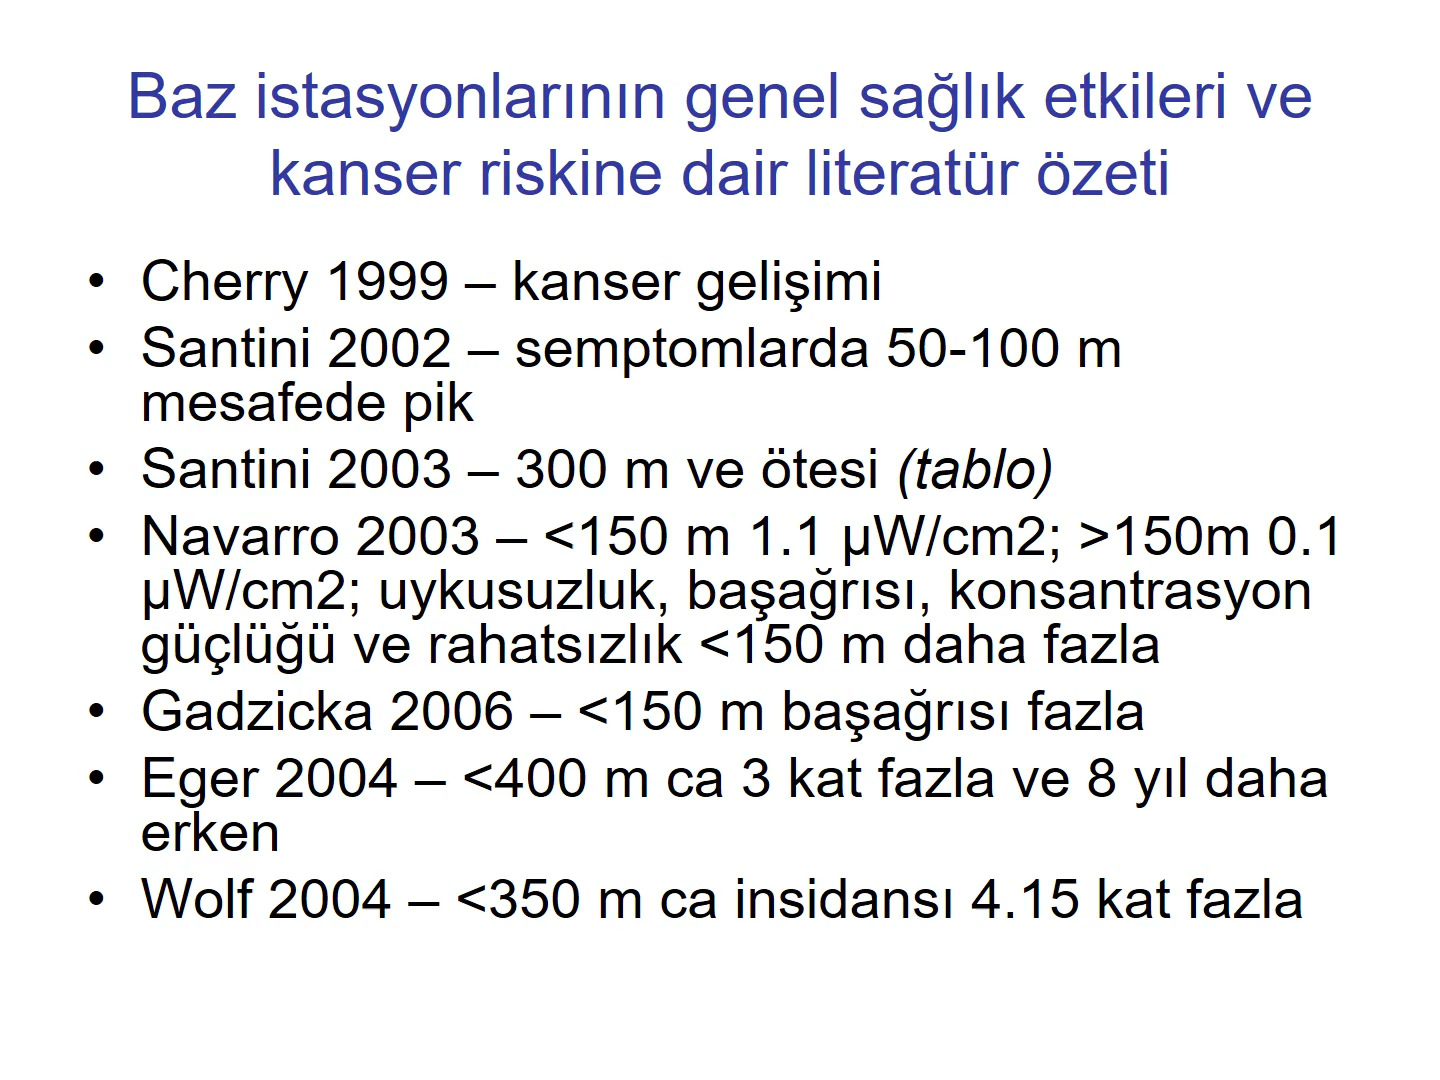 Baz istasyonlarının genel sağlık etkileri ve
kanser riskine dair literatür özeti
• Cherry 1999 – kanser gelişimi
• Santini 2002 – semptomlarda 50-100 m
mesafede pik
• Santini 2003 – 300 m ve ötesi (tablo)
• Navarro 2003 – <150 m 1.1 µW/cm2; >150m 0.1
µW/cm2; uykusuzluk, başağrısı, konsantrasyon
güçlüğü ve rahatsızlık <150 m daha fazla
• Gadzicka 2006 – <150 m başağrısı fazla
• Eger 2004 – <400 m ca 3 kat fazla ve 8 yıl daha
erken
• Wolf 2004 – <350 m ca insidansı 4.15 kat fazla